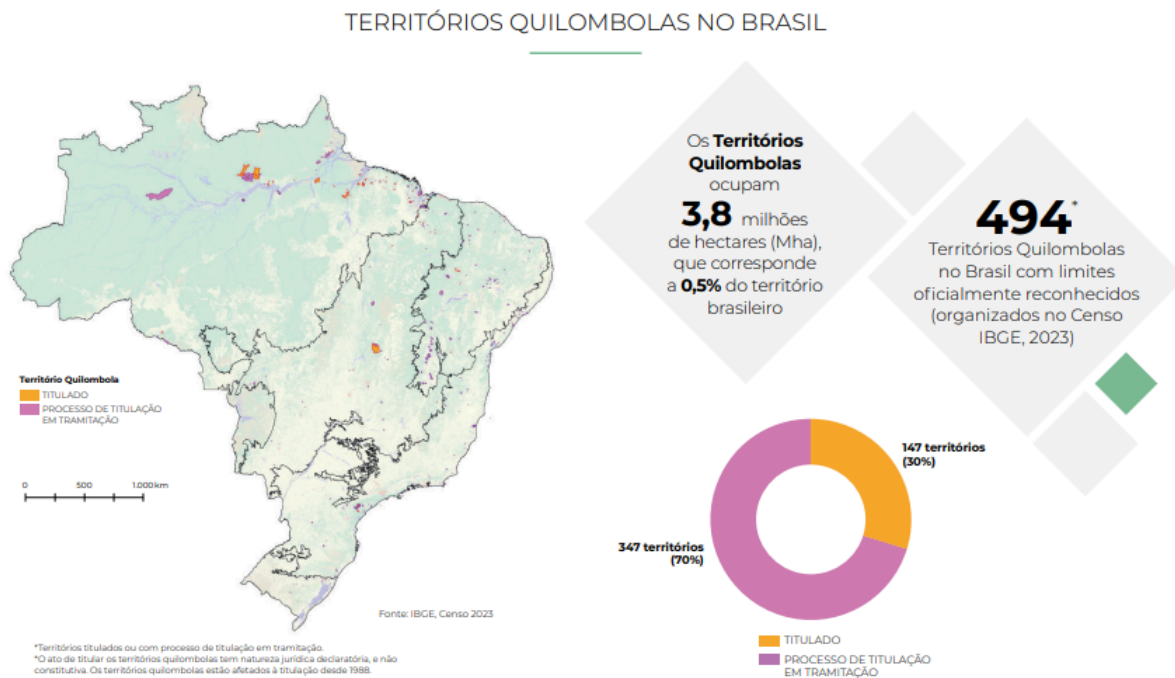 TERRITÓRIOS QUILOMBOLAS NO BRASIL
Os Territórios
Quilombolas
ocupam
3,8 milhões
de hectares (Mha),
que corresponde
a 0,5% do território
brasileiro
494*
Territórios Quilombolas
no Brasil com limites
oficialmente reconhecidos
(organizados no Censo
IBGE, 2023)
Território Quilombola
TITULADO
PROCESSO DE TITULAÇÃO
EM TRAMITAÇÃO
0 500 1.000 km
Fonte: IBGE, Censo 2023
147 territórios
(30%)
347 territórios
(70%)
TITULADO
PROCESSO DE TITULAÇÃO
EM TRAMITAÇÃO
*Territórios titulados ou com processo de titulação em tramitação.
*O ato de titular os territórios quilombolas tem natureza jurídica declaratória, e não
constitutiva. Os territórios quilombolas estão afetados à titulação desde 1988.